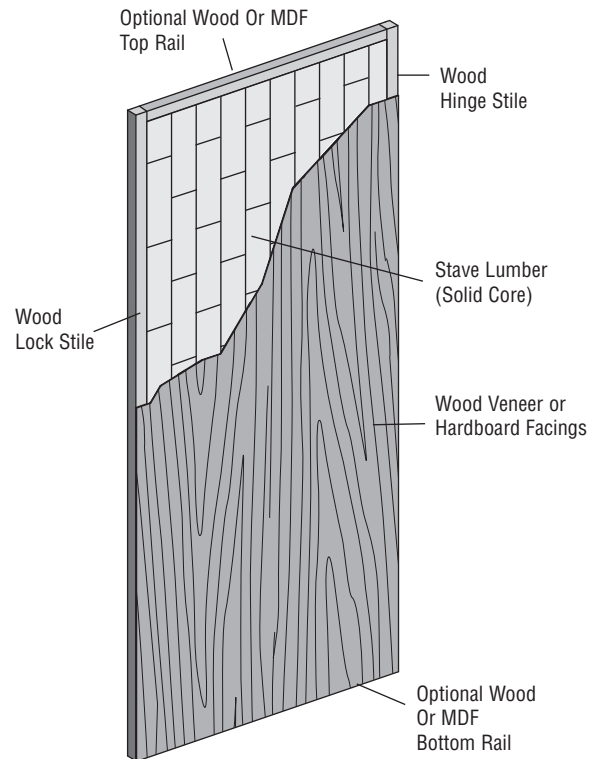 Optional Wood Or MDF
Top Rail
Wood
Hinge Stile
Stave Lumber
(Solid Core)
Wood
Lock Stile
Wood Veneer or
Hardboard Facings
Optional Wood
Or MDF
Bottom Rail